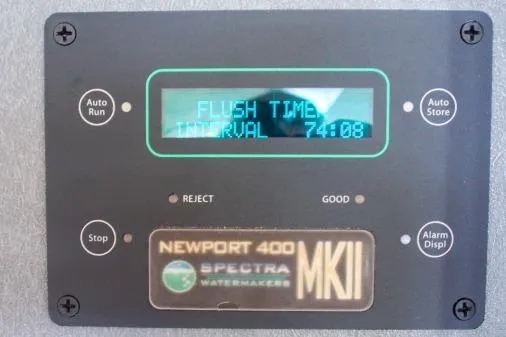 FLUSH TIMER
INTERVAL 74:08
Auto
Run
Auto
Store
REJECT
GOOD
Stop
Alarm
Displ
NEWPORT 400
MKII
SPECTRA
WATERMAKERS